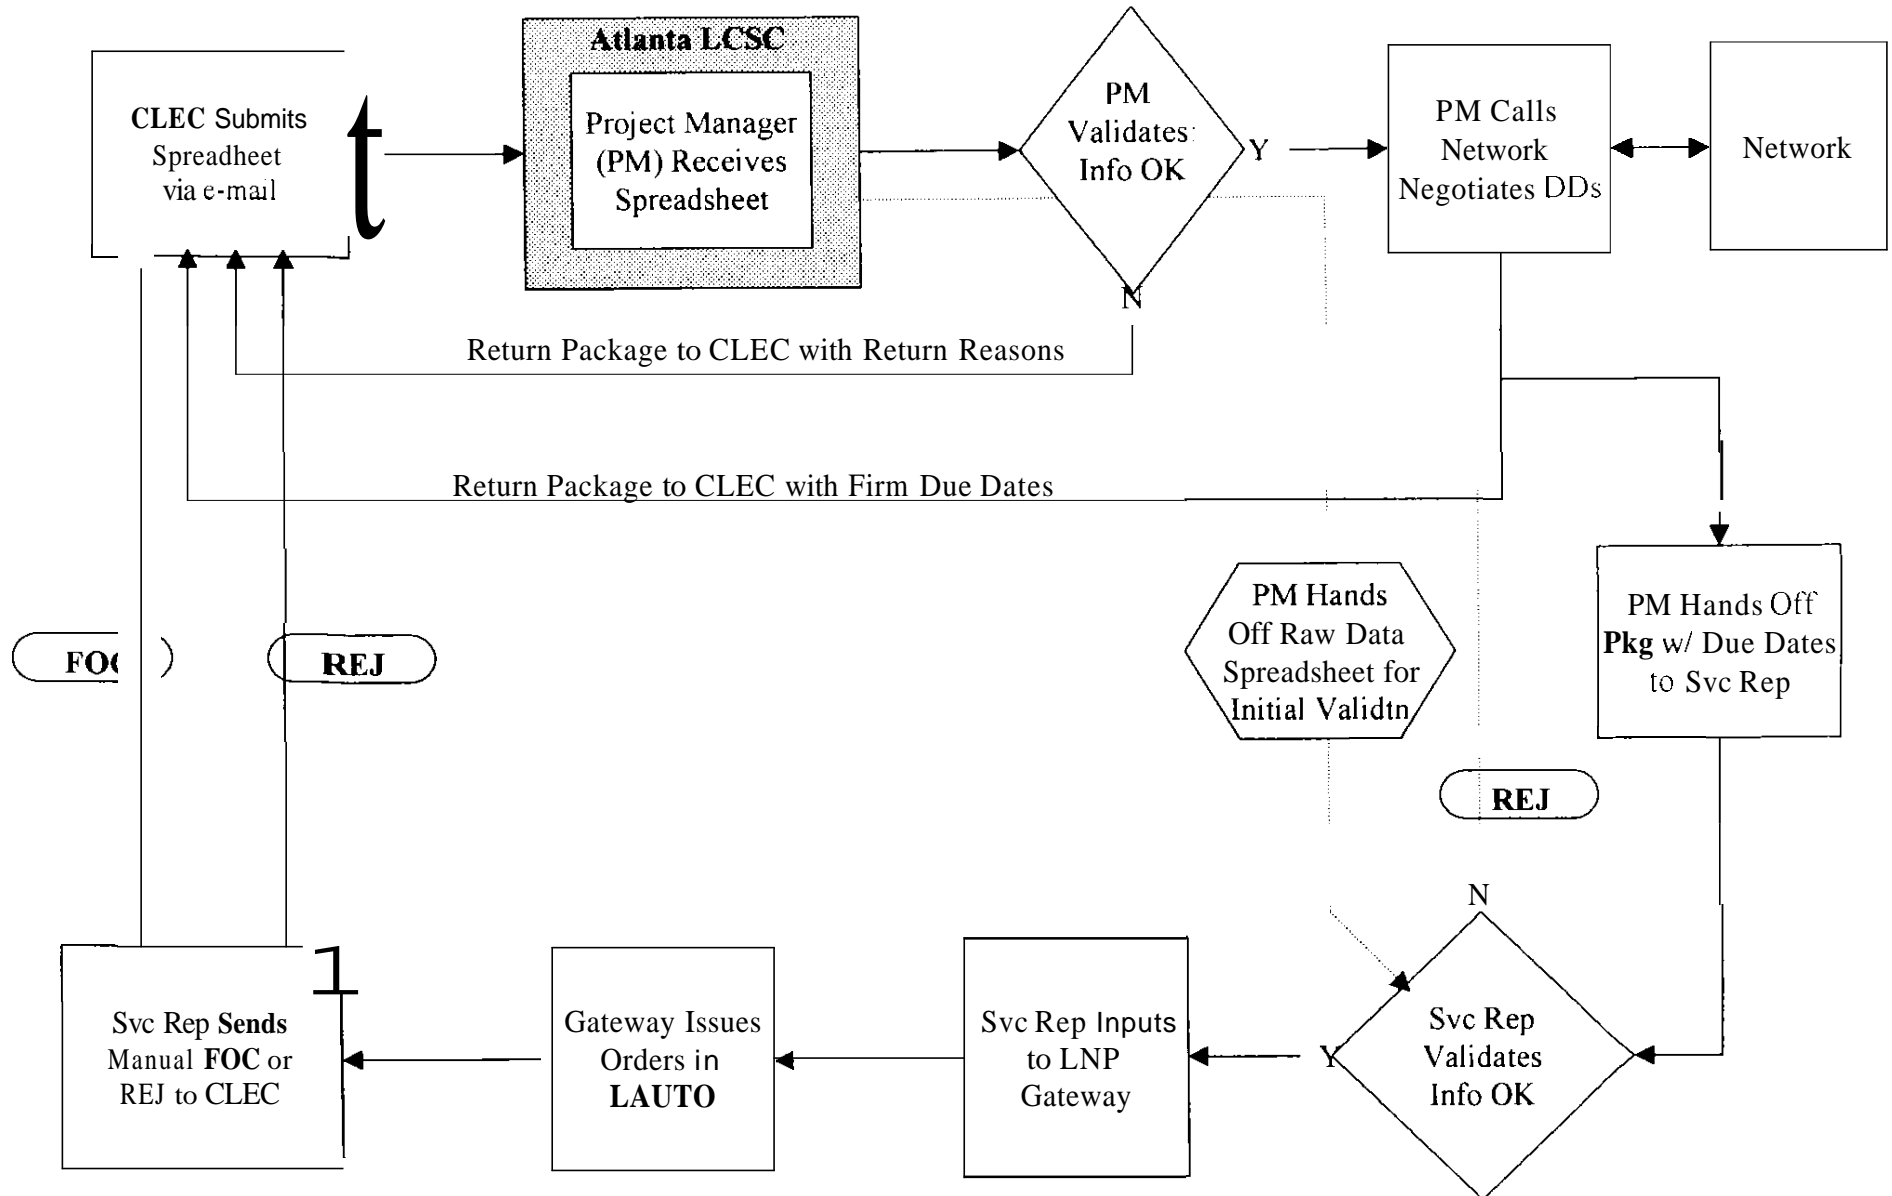 Atlanta LCSC
CLEC Submits
Spreadheet
via e-mail
t
Project Manager
(PM) Receives
Spreadsheet
PM
Validates:
Info OK
Y
N
PM Calls
Network
Negotiates DDs
Network
Return Package to CLEC with Return Reasons
Return Package to CLEC with Firm Due Dates
PM Hands
Off Raw Data
Spreadsheet for
Initial Validtn
PM Hands Off
Pkg w/ Due Dates
to Svc Rep
FOC
REJ
REJ
N
Svc Rep Sends
Manual FOC or
REJ to CLEC
1
Gateway Issues
Orders in
LAUTO
Svc Rep Inputs
to LNP
Gateway
Y
Svc Rep
Validates
Info OK